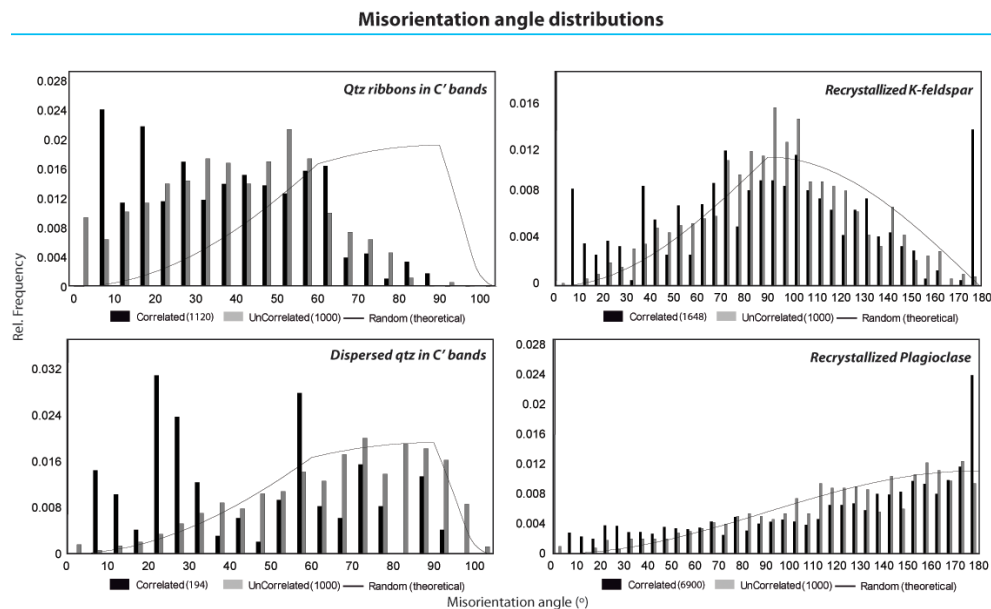 Misorientation angle distributions
Rel. Frequency
Qtz ribbons in C' bands
0.028
0.024
0.02
0.016
0.012
0.008
0.004
0
0 10 20 30 40 50 60 70 80 90 100
Correlated(1120) UnCorrelated(1000) Random (theoretical)
Recrystallized K-feldspar
0.016
0.012
0.008
0.004
0
0 10 20 30 40 50 60 70 80 90 100 110 120 130 140 150 160 170 180
Correlated(1648) UnCorrelated(1000) Random (theoretical)
Dispersed qtz in C' bands
0.032
0.024
0.016
0.008
0
0 10 20 30 40 50 60 70 80 90 100
Correlated(194) UnCorrelated(1000) Random (theoretical)
Recrystallized Plagioclase
0.028
0.024
0.02
0.016
0.012
0.008
0.004
0
0 10 20 30 40 50 60 70 80 90 100 110 120 130 140 150 160 170 180
Correlated(6900) UnCorrelated(1000) Random (theoretical)
Misorientation angle (º)